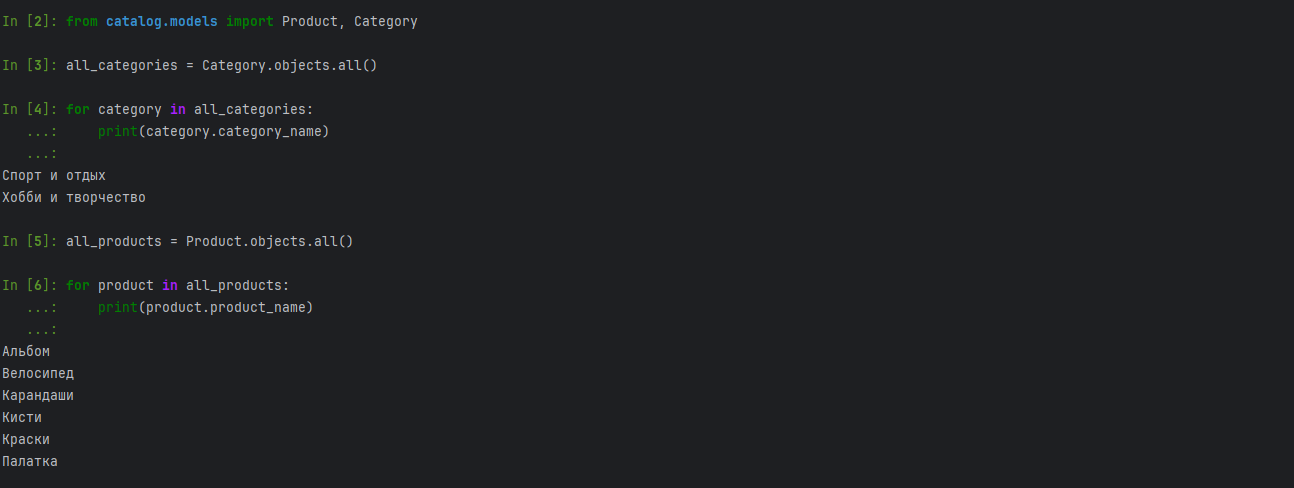 In [2]: from catalog.models import Product, Category
In [3]: all_categories = Category.objects.all()
In [4]: for category in all_categories:
   ...:     print(category.category_name)
   ...:
Спорт и отдых
Хобби и творчество
In [5]: all_products = Product.objects.all()
In [6]: for product in all_products:
   ...:     print(product.product_name)
   ...:
Альбом
Велосипед
Карандаши
Кисти
Краски
Палатка